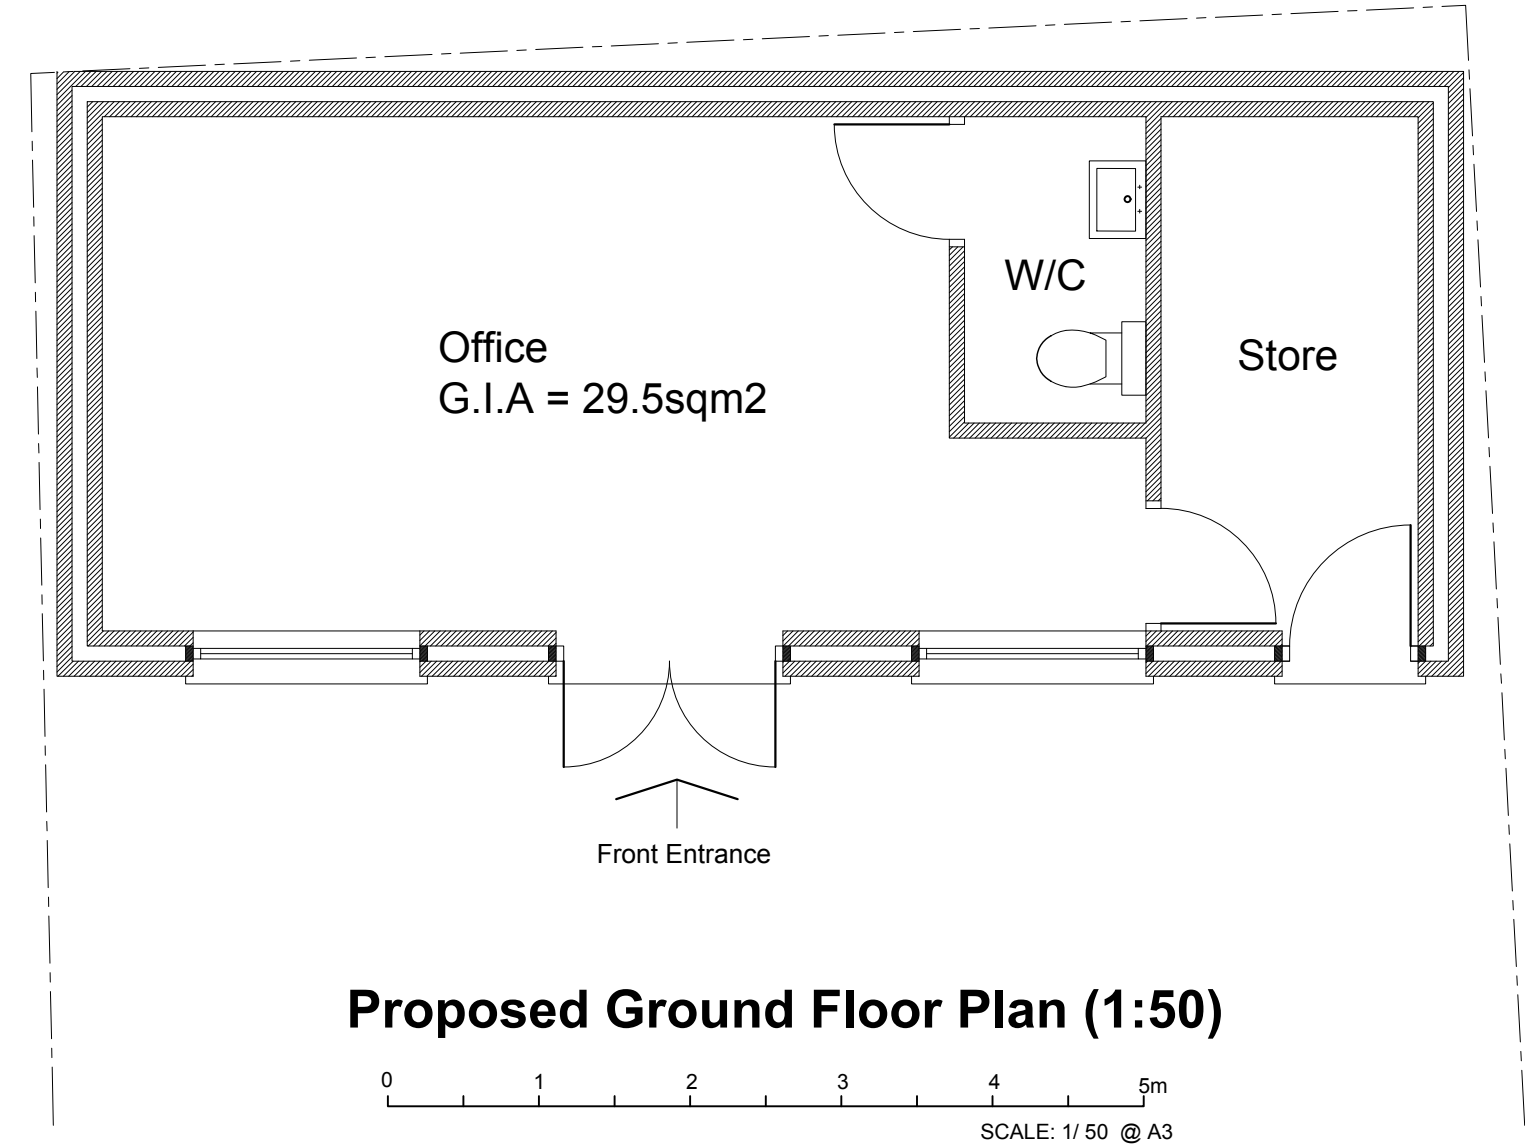 W/C
Office
G.I.A = 29.5sqm2
Store
Front Entrance
Proposed Ground Floor Plan (1:50)
0 1 2 3 4 5m
SCALE: 1/ 50 @ A3